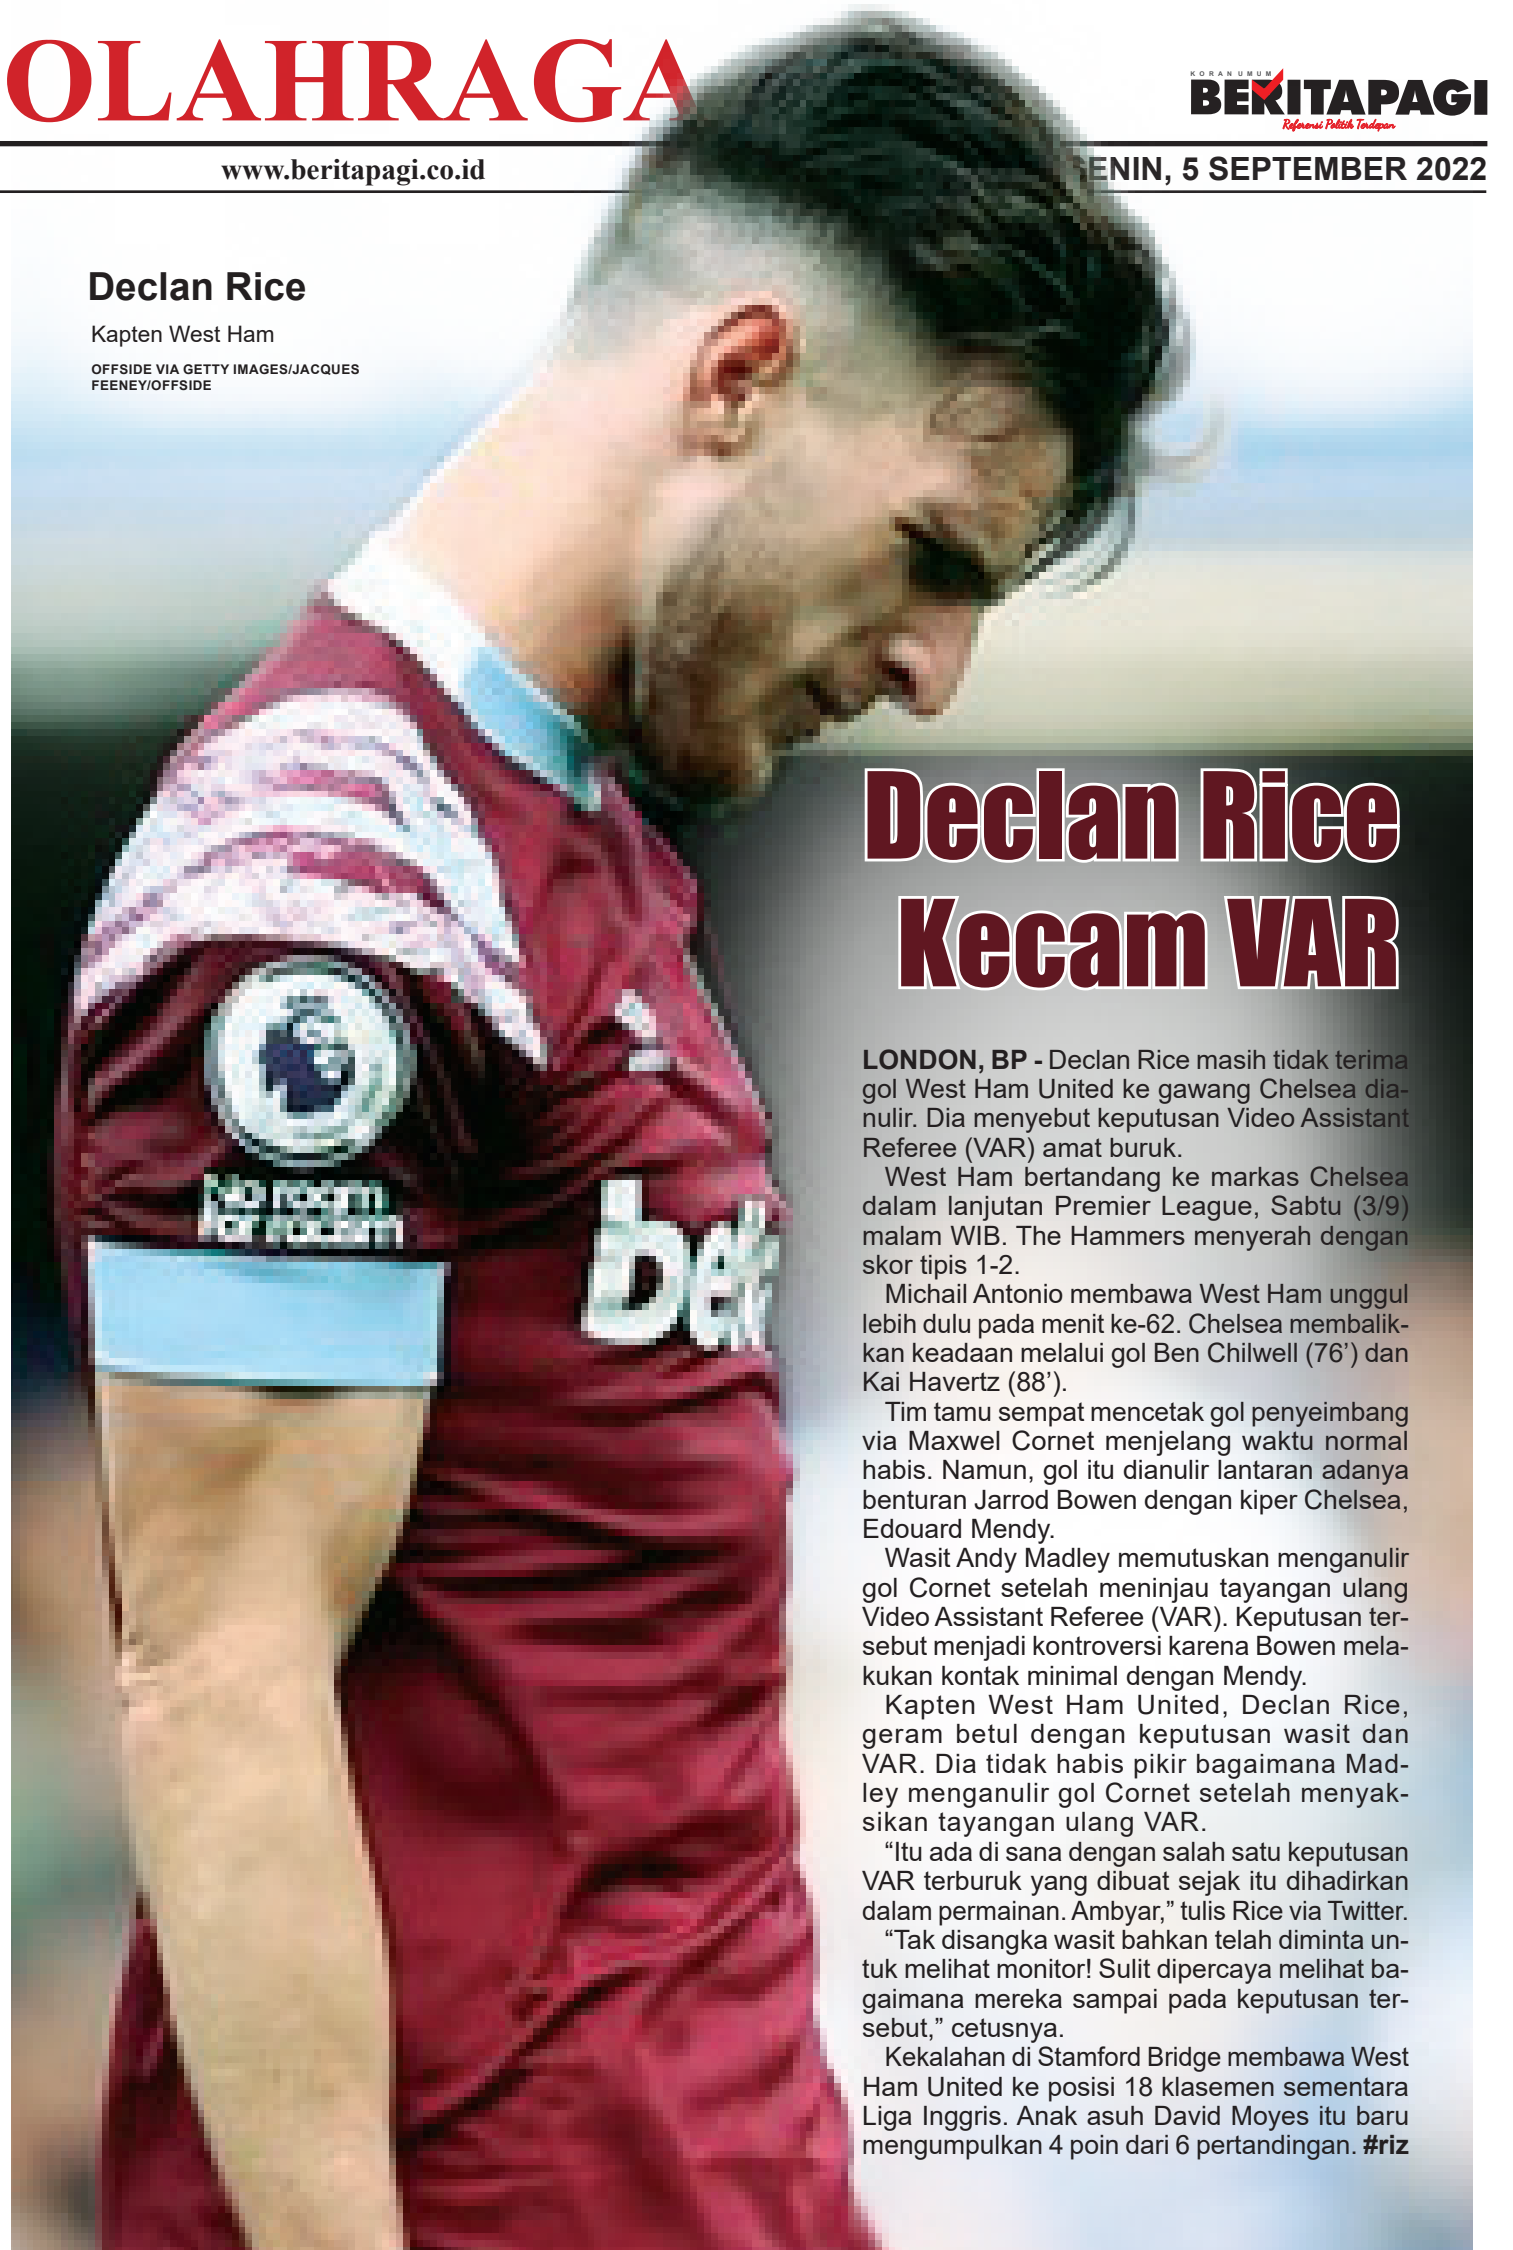 OLAHRAGA
KORAN UMUM
BERITAPAGI
Referensi Politik Terdepan
www.beritapagi.co.id
SENIN, 5 SEPTEMBER 2022
Declan Rice
Kapten West Ham
OFFSIDE VIA GETTY IMAGES/JACQUES
FEENEY/OFFSIDE
Declan Rice
Kecam VAR
LONDON, BP - Declan Rice masih tidak terima
gol West Ham United ke gawang Chelsea dia-
nulir. Dia menyebut keputusan Video Assistant
Referee (VAR) amat buruk.
West Ham bertandang ke markas Chelsea
dalam lanjutan Premier League, Sabtu (3/9)
malam WIB. The Hammers menyerah dengan
skor tipis 1-2.
Michail Antonio membawa West Ham unggul
lebih dulu pada menit ke-62. Chelsea membalik-
kan keadaan melalui gol Ben Chilwell (76’) dan
Kai Havertz (88’).
Tim tamu sempat mencetak gol penyeimbang
via Maxwel Cornet menjelang waktu normal
habis. Namun, gol itu dianulir lantaran adanya
benturan Jarrod Bowen dengan kiper Chelsea,
Edouard Mendy.
Wasit Andy Madley memutuskan menganulir
gol Cornet setelah meninjau tayangan ulang
Video Assistant Referee (VAR). Keputusan ter-
sebut menjadi kontroversi karena Bowen mela-
kukan kontak minimal dengan Mendy.
Kapten West Ham United, Declan Rice,
geram betul dengan keputusan wasit dan
VAR. Dia tidak habis pikir bagaimana Mad-
ley menganulir gol Cornet setelah menyak-
sikan tayangan ulang VAR.
“Itu ada di sana dengan salah satu keputusan
VAR terburuk yang dibuat sejak itu dihadirkan
dalam permainan. Ambyar,” tulis Rice via Twitter.
“Tak disangka wasit bahkan telah diminta un-
tuk melihat monitor! Sulit dipercaya melihat ba-
gaimana mereka sampai pada keputusan ter-
sebut,” cetusnya.
Kekalahan di Stamford Bridge membawa West
Ham United ke posisi 18 klasemen sementara
Liga Inggris. Anak asuh David Moyes itu baru
mengumpulkan 4 poin dari 6 pertandingan. #riz